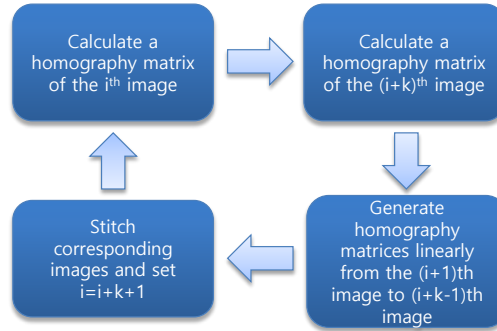 Calculate a
homography matrix
of the iᵗʰ image
Calculate a
homography matrix
of the (i+k)ᵗʰ image
Generate
homography
matrices linearly
from the (i+1)th
image to (i+k-1)th
image
Stitch
corresponding
images and set
i=i+k+1